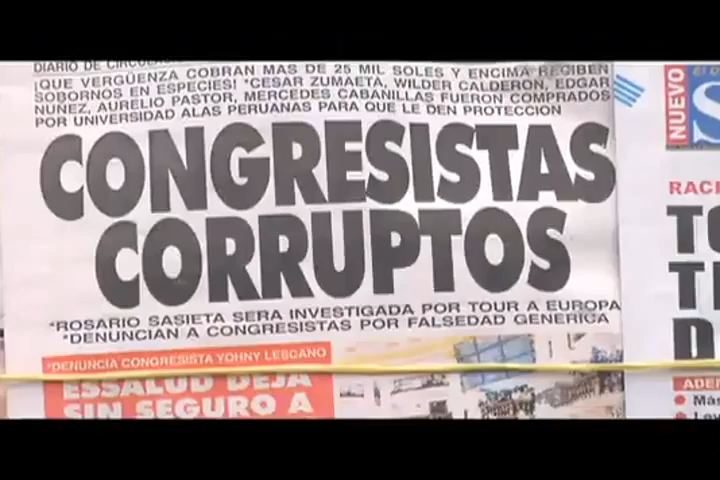 DIARIO DE
¡QUE VERGÜENZA COBRAN MAS DE 25 MIL SOLES Y ENCIMA RECIBEN
SOBORNOS EN ESPECIES! *CESAR ZUMAETA, WILDER CALDERON, EDGAR
NUÑEZ, AURELIO PASTOR, MERCEDES CABANILLAS FUERON COMPRADOS
POR UNIVERSIDAD ALAS PERUANAS PARA QUE LE DEN PROTECCION
CONGRESISTAS
CORRUPTOS
*ROSARIO SASIETA SERA INVESTIGADA POR TOUR A EUROPA
*DENUNCIAN A CONGRESISTAS POR FALSEDAD GENERICA
*DENUNCIA CONGRESISTA YOHNY LESCANO
ESSALUD DEJA
SIN SEGURO A
NUEVO